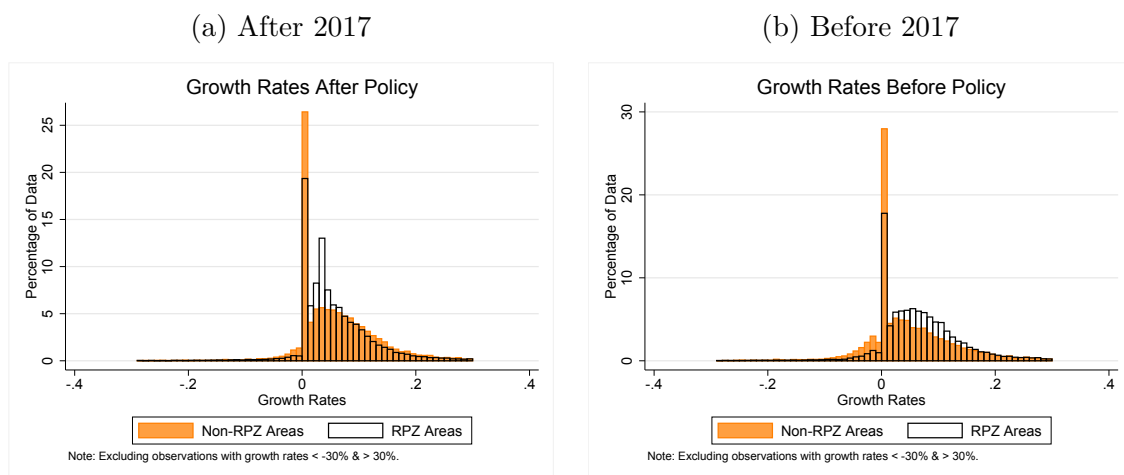 (a) After 2017
Growth Rates After Policy
Percentage of Data
25
20
15
10
5
0
-.4
-.2
0
.2
.4
Growth Rates
Non-RPZ Areas
RPZ Areas
Note: Excluding observations with growth rates < -30% & > 30%.
(b) Before 2017
Growth Rates Before Policy
Percentage of Data
30
20
10
0
-.4
-.2
0
.2
.4
Growth Rates
Non-RPZ Areas
RPZ Areas
Note: Excluding observations with growth rates < -30% & > 30%.